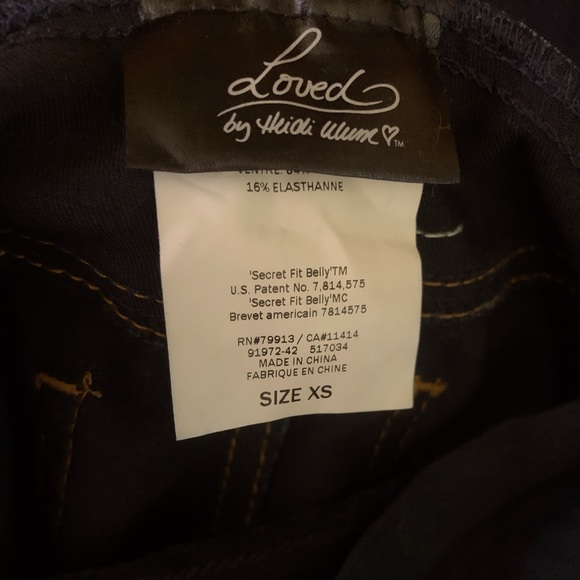 Loved
by Heidi Klum ™
16% ELASTHANNE
'Secret Fit Belly'TM
U.S. Patent No. 7,814,575
'Secret Fit Belly'MC
Brevet americain 7814575
RN#79913 / CA#11414
91972-42 517034
MADE IN CHINA
FABRIQUE EN CHINE
SIZE XS